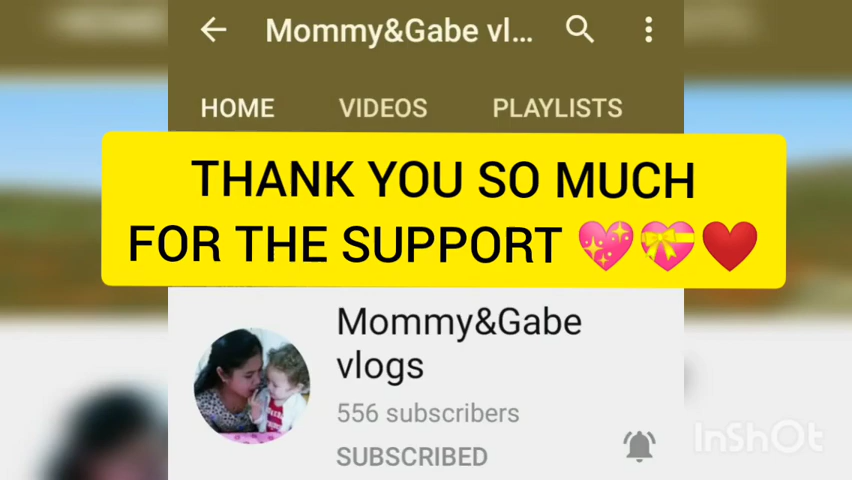 Mommy&Gabe vl...
HOME VIDEOS PLAYLISTS
THANK YOU SO MUCH
FOR THE SUPPORT 💖💝❤️
Mommy&Gabe
vlogs
556 subscribers
SUBSCRIBED
InShOt